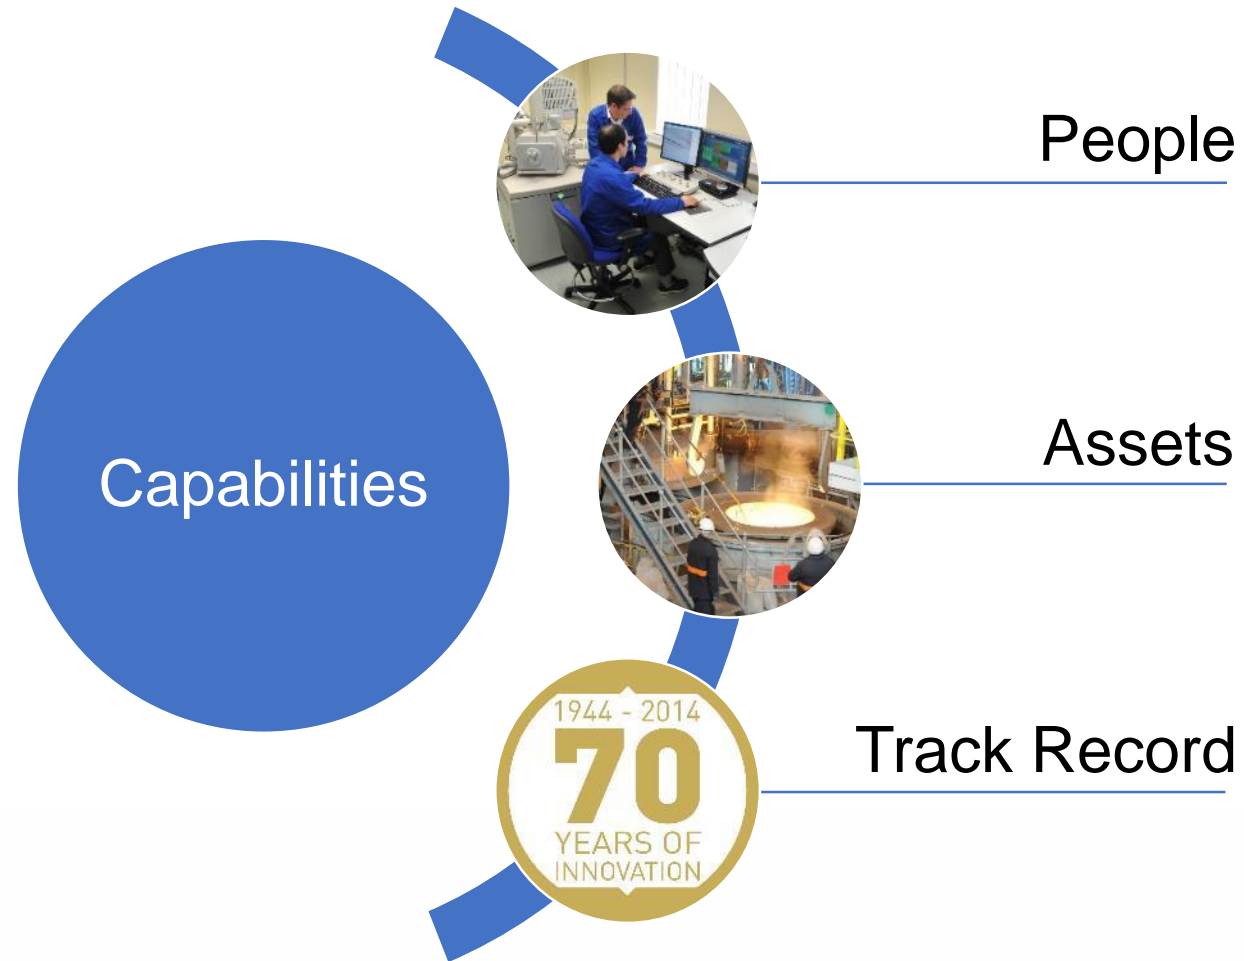 People
Assets
Capabilities
1944 - 2014
70
YEARS OF
INNOVATION
Track Record